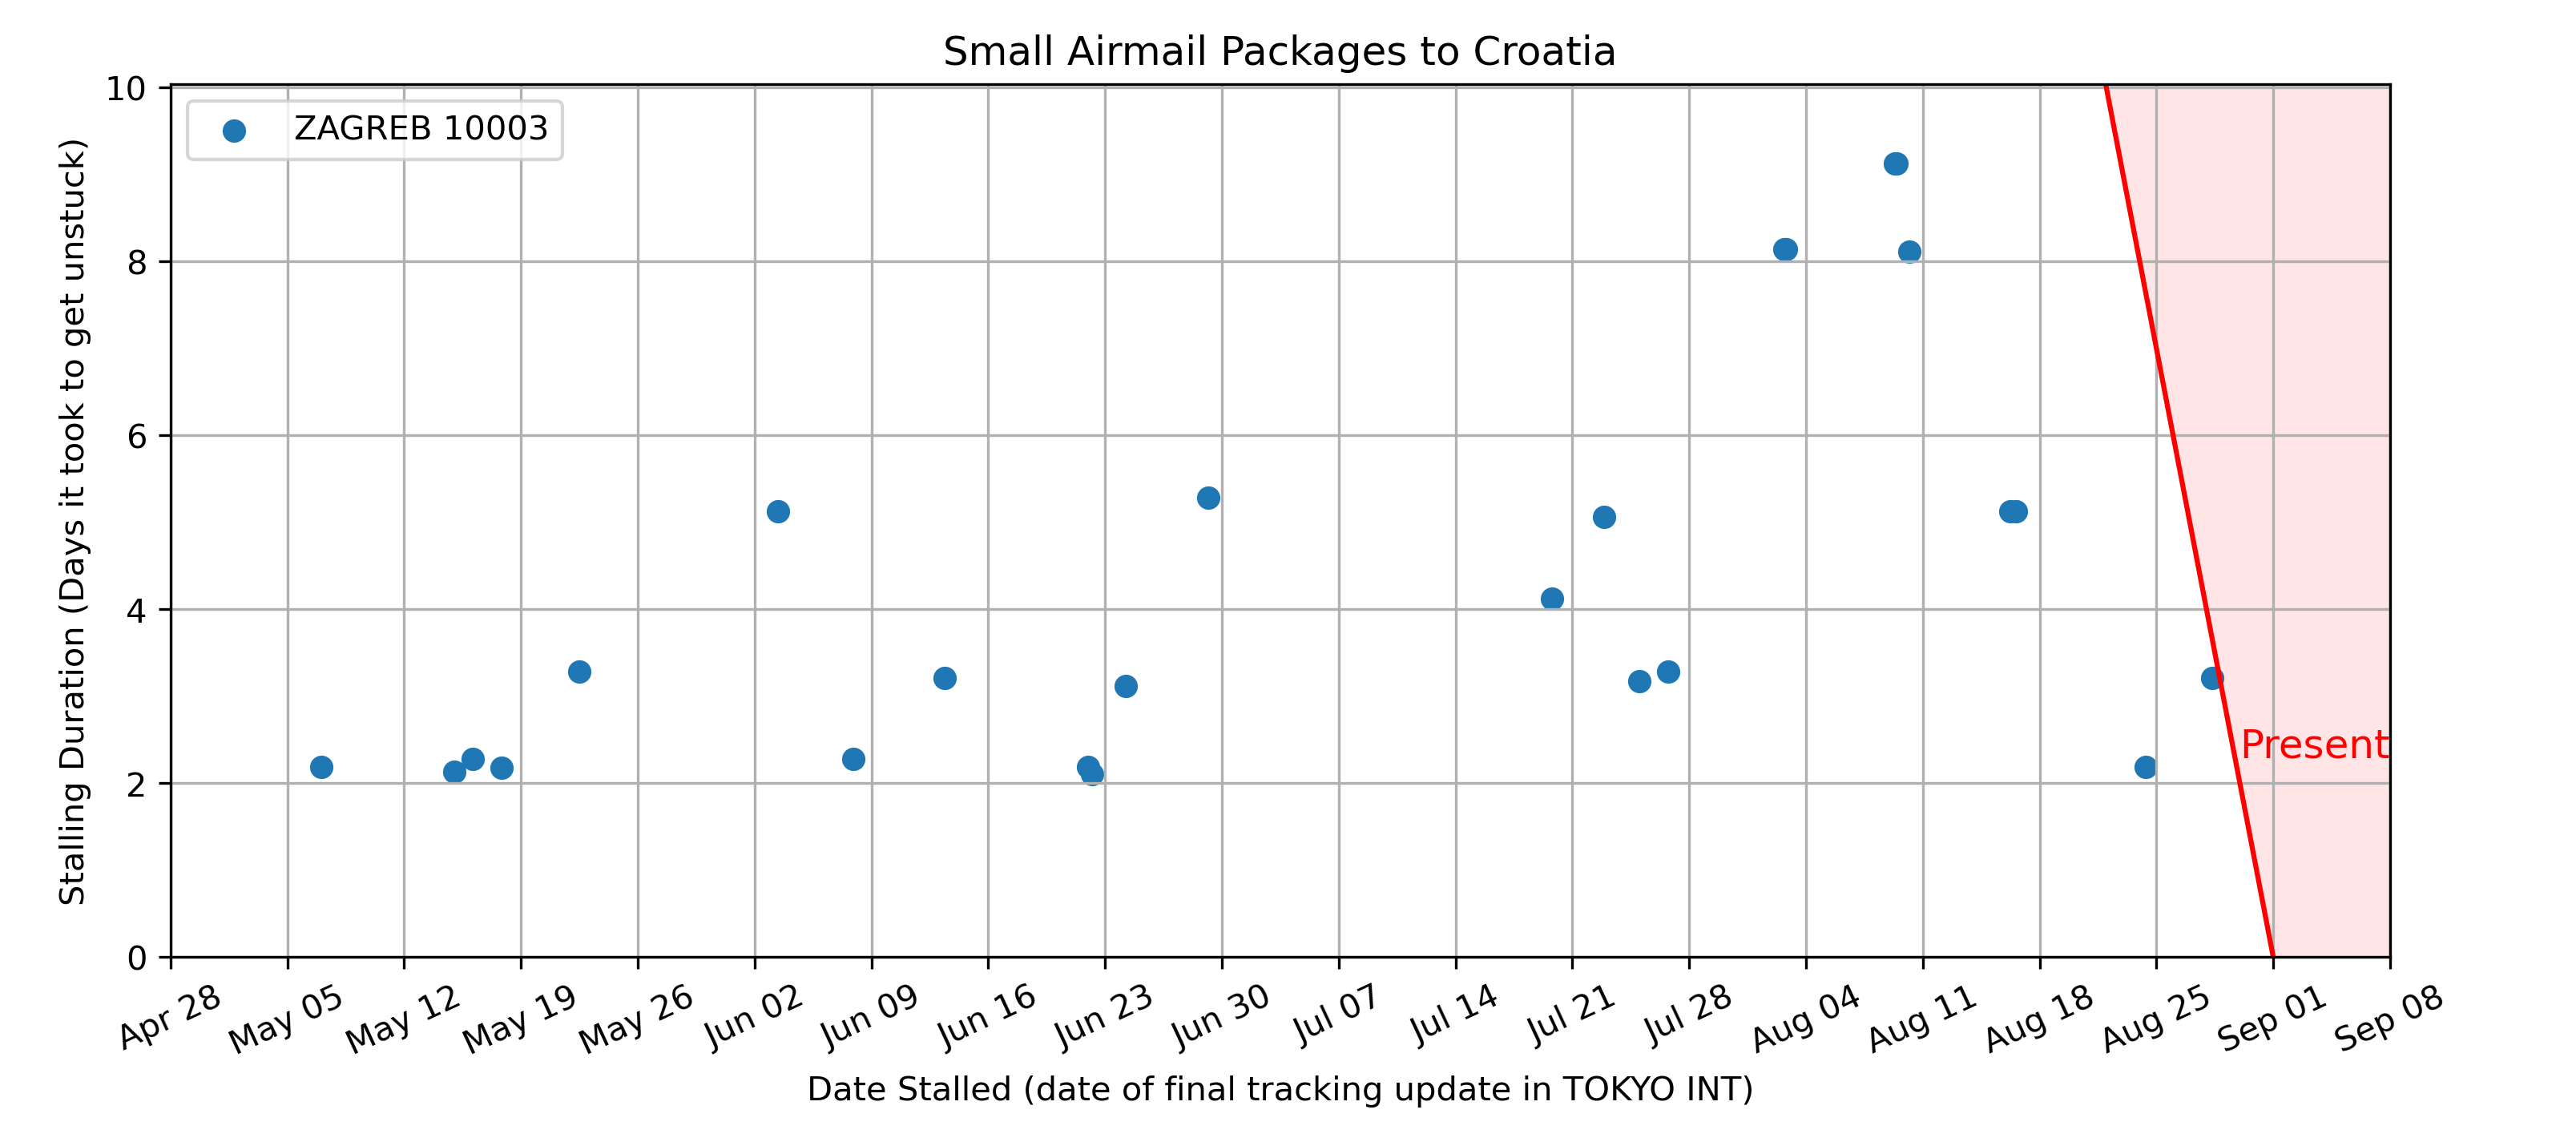 Small Airmail Packages to Croatia
ZAGREB 10003
Stalling Duration (Days it took to get unstuck)
10
8
6
4
2
0
Present
Apr 28
May 05
May 12
May 19
May 26
Jun 02
Jun 09
Jun 16
Jun 23
Jun 30
Jul 07
Jul 14
Jul 21
Jul 28
Aug 04
Aug 11
Aug 18
Aug 25
Sep 01
Sep 08
Date Stalled (date of final tracking update in TOKYO INT)